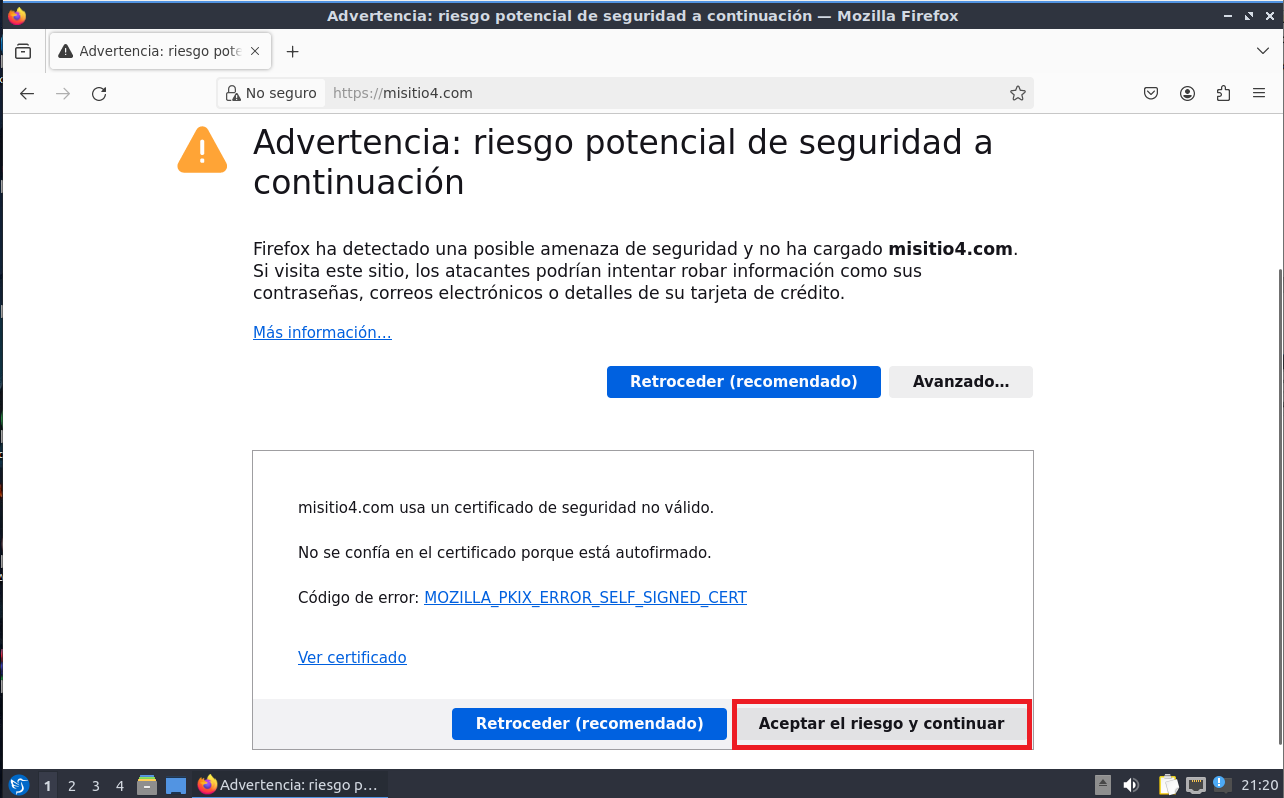 Advertencia: riesgo potencial de seguridad a continuación — Mozilla Firefox
Advertencia: riesgo pote
No seguro
https://misitio4.com
Advertencia: riesgo potencial de seguridad a
continuación
Firefox ha detectado una posible amenaza de seguridad y no ha cargado misitio4.com.
Si visita este sitio, los atacantes podrían intentar robar información como sus
contraseñas, correos electrónicos o detalles de su tarjeta de crédito.
Más información...
Retroceder (recomendado)
Avanzado...
misitio4.com usa un certificado de seguridad no válido.
No se confía en el certificado porque está autofirmado.
Código de error: MOZILLA_PKIX_ERROR_SELF_SIGNED_CERT
Ver certificado
Retroceder (recomendado)
Aceptar el riesgo y continuar
1 2 3 4
Advertencia: riesgo p...
21:20